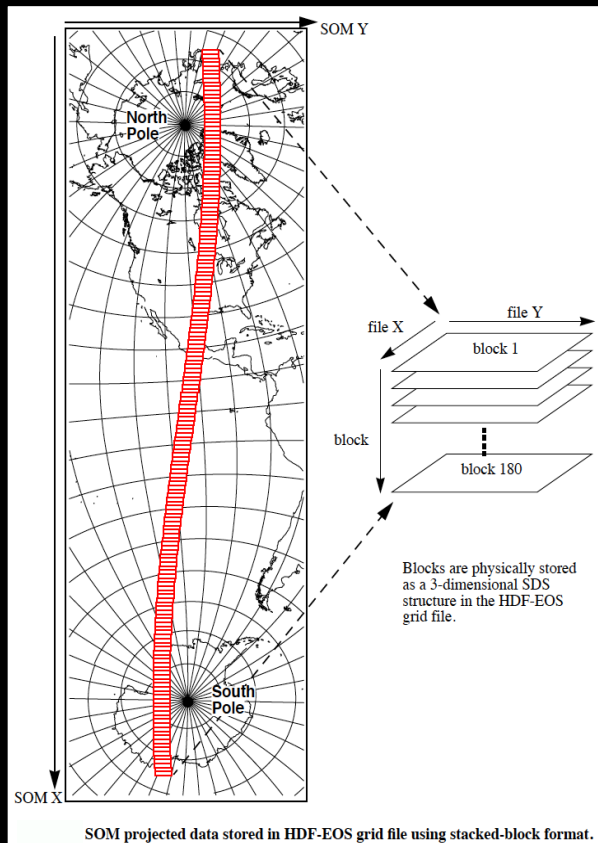 SOM Y
North
Pole
file X
file Y
block 1
block
block 180
Blocks are physically stored
as a 3-dimensional SDS
structure in the HDF-EOS
grid file.
South
Pole
SOM X
SOM projected data stored in HDF-EOS grid file using stacked-block format.